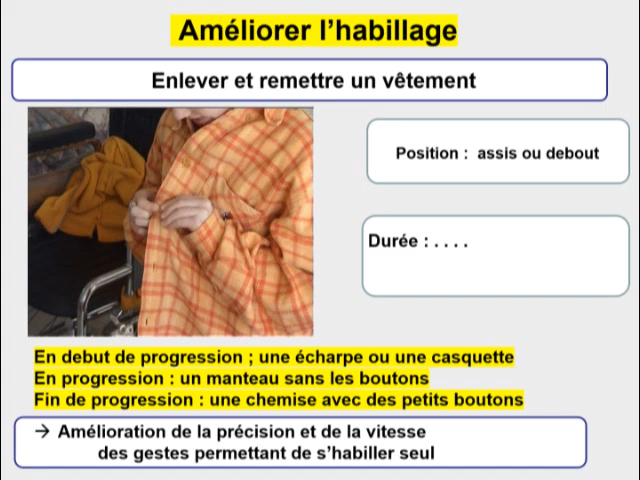 Améliorer l’habillage
Enlever et remettre un vêtement
Position : assis ou debout
Durée : . . . .
En debut de progression ; une écharpe ou une casquette
En progression : un manteau sans les boutons
Fin de progression : une chemise avec des petits boutons
→ Amélioration de la précision et de la vitesse
des gestes permettant de s’habiller seul